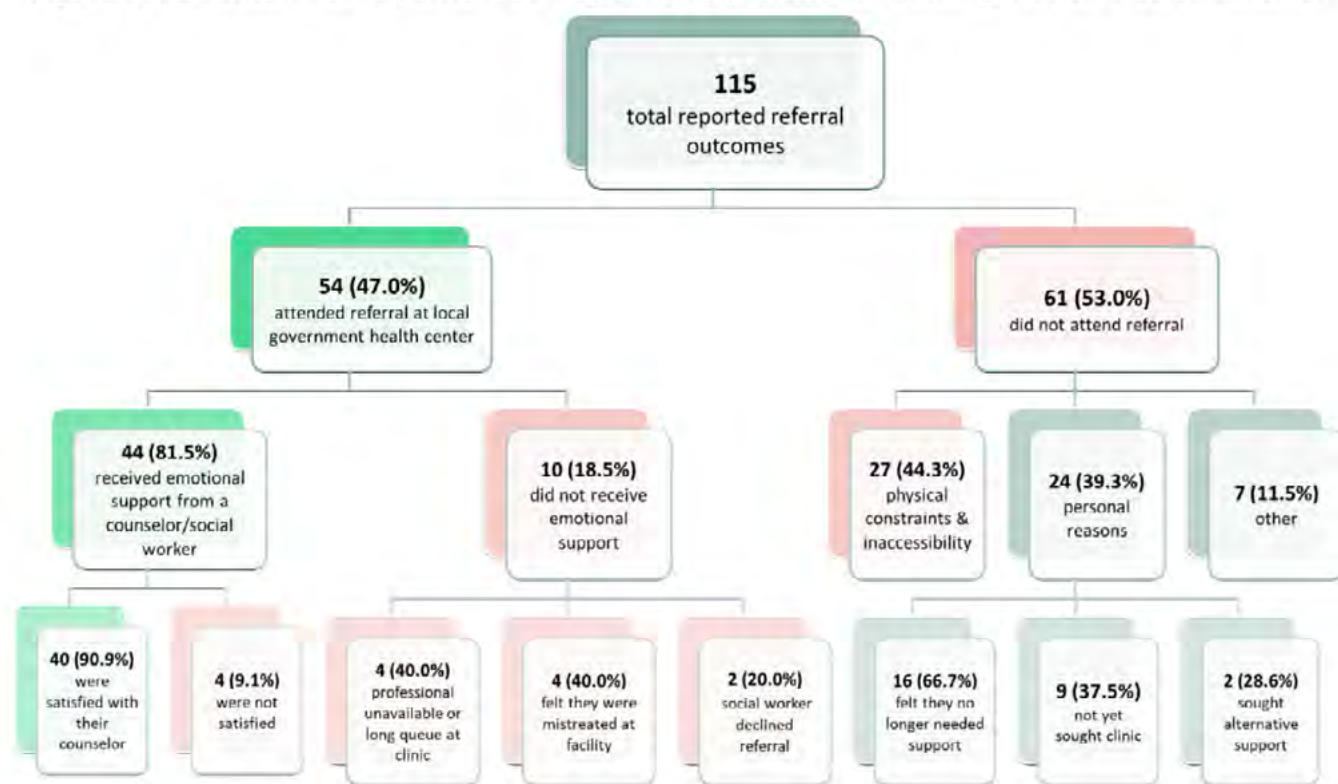 115
total reported referral
outcomes
54 (47.0%)
attended referral at local
government health center
61 (53.0%)
did not attend referral
44 (81.5%)
received emotional
support from a
counselor/social
worker
10 (18.5%)
did not receive
emotional
support
27 (44.3%)
physical
constraints &
inaccessibility
24 (39.3%)
personal
reasons
7 (11.5%)
other
40 (90.9%)
were
satisfied with
their
counselor
4 (9.1%)
were not
satisfied
4 (40.0%)
professional
unavailable or
long queue at
clinic
4 (40.0%)
felt they were
mistreated at
facility
2 (20.0%)
social worker
declined
referral
16 (66.7%)
felt they no
longer needed
support
9 (37.5%)
not yet
sought clinic
2 (28.6%)
sought
alternative
support